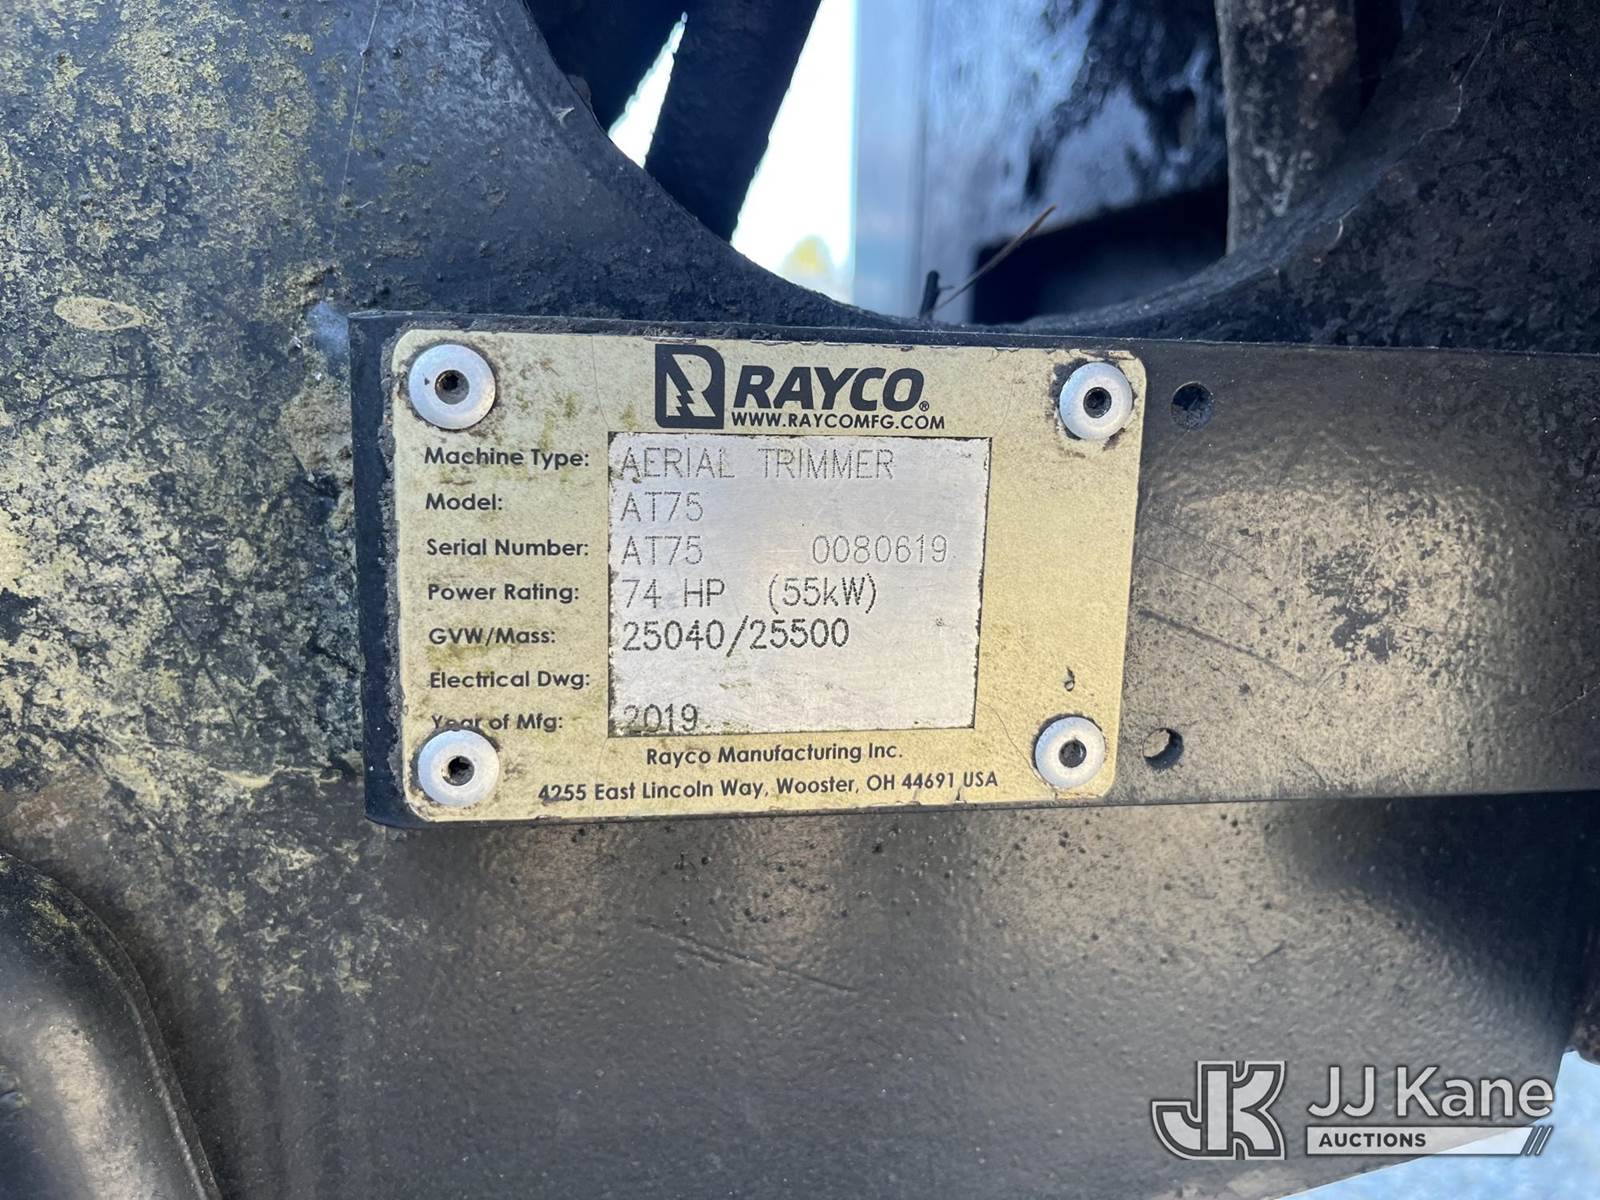 RAYCO®
WWW.RAYCOMFG.COM
Machine Type: AERIAL TRIMMER
Model: AT75
Serial Number: AT75 0080619
Power Rating: 74 HP (55kW)
GVW/Mass: 25040/25500
Electrical Dwg:
Year of Mfg: 2019
Rayco Manufacturing Inc.
4255 East Lincoln Way, Wooster, OH 44691 USA
JK JJ Kane
AUCTIONS